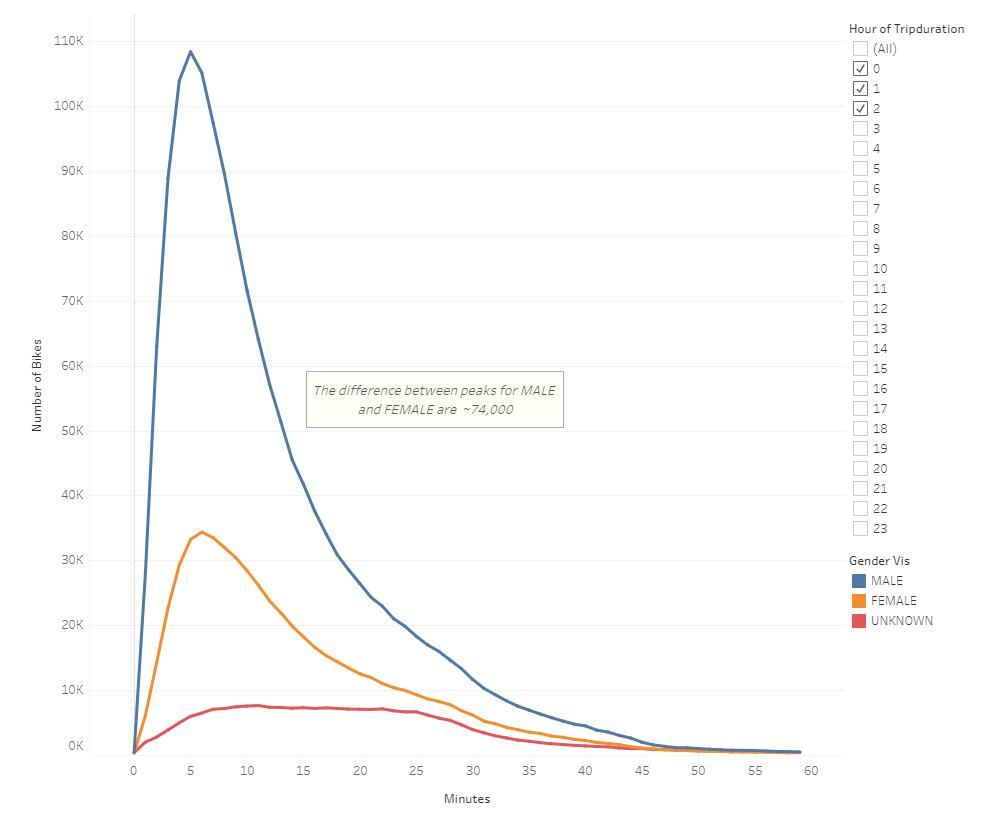 110K
100K
90K
80K
70K
60K
50K
40K
30K
20K
10K
0K
Number of Bikes
0 5 10 15 20 25 30 35 40 45 50 55 60
Minutes
The difference between peaks for MALE
and FEMALE are ~74,000
Hour of Tripduration
(All)
0
1
2
3
4
5
6
7
8
9
10
11
12
13
14
15
16
17
18
19
20
21
22
23
Gender Vis
MALE
FEMALE
UNKNOWN